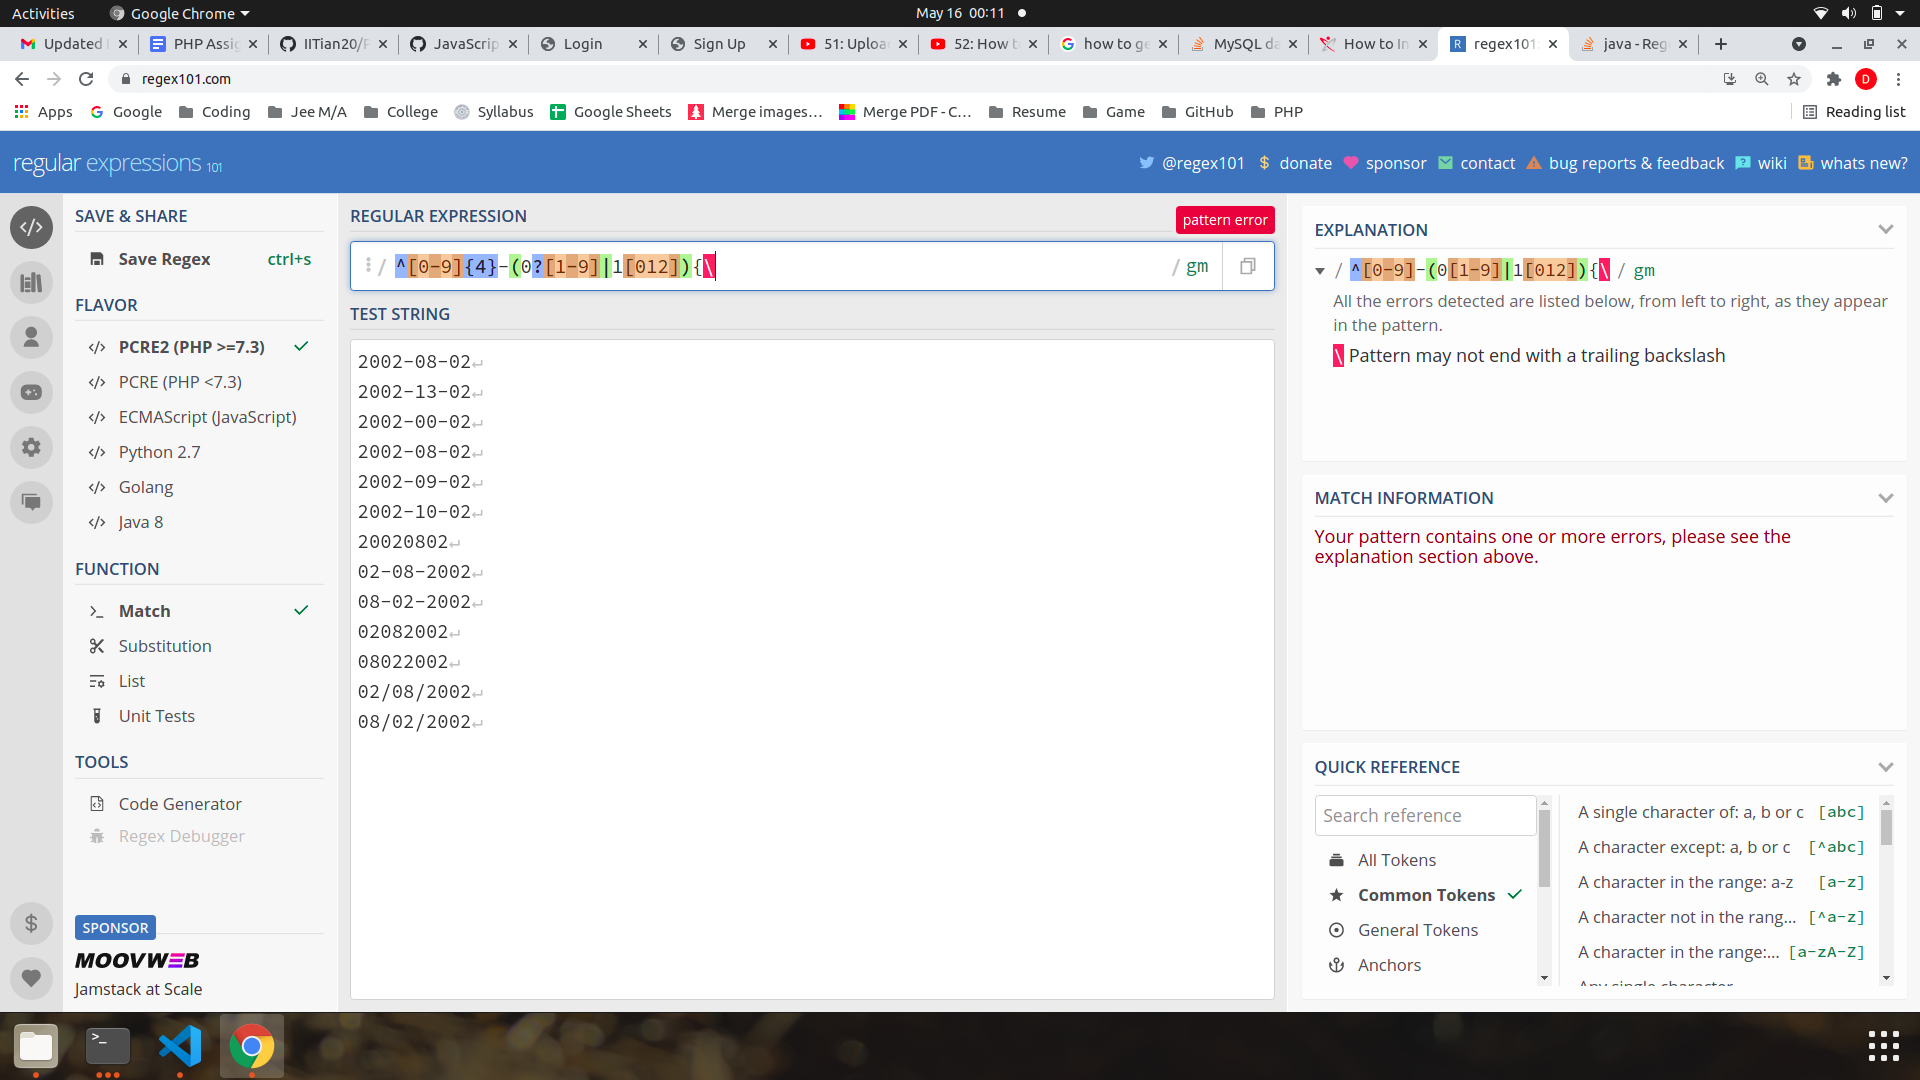 Activities Google Chrome May 16 00:11
Updated PHP Assig IITian20/P JavaScrip Login Sign Up 51: Uploa 52: How t how to ge MySQL da How to In regex101: java - Reg
regex101.com
Apps Google Coding Jee M/A College Syllabus Google Sheets Merge images... Merge PDF - C... Resume Game GitHub PHP Reading list
regular expressions 101 @regex101 donate sponsor contact bug reports & feedback wiki whats new?
SAVE & SHARE
Save Regex ctrl+s
FLAVOR
PCRE2 (PHP >=7.3)
PCRE (PHP <7.3)
ECMAScript (JavaScript)
Python 2.7
Golang
Java 8
FUNCTION
Match
Substitution
List
Unit Tests
TOOLS
Code Generator
Regex Debugger
SPONSOR
MOOVWEB
Jamstack at Scale
REGULAR EXPRESSION pattern error
/ ^[0-9]{4}-(0?[1-9]|1[012]){\ / gm
TEST STRING
2002-08-02↵
2002-13-02↵
2002-00-02↵
2002-08-02↵
2002-09-02↵
2002-10-02↵
20020802↵
02-08-2002↵
08-02-2002↵
02082002↵
08022002↵
02/08/2002↵
08/02/2002↵
EXPLANATION
/ ^[0-9]-(0[1-9]|1[012]){\ / gm
All the errors detected are listed below, from left to right, as they appear
in the pattern.
\ Pattern may not end with a trailing backslash
MATCH INFORMATION
Your pattern contains one or more errors, please see the
explanation section above.
QUICK REFERENCE
Search reference
All Tokens
Common Tokens
General Tokens
Anchors
A single character of: a, b or c [abc]
A character except: a, b or c [^abc]
A character in the range: a-z [a-z]
A character not in the rang... [^a-z]
A character in the range:... [a-zA-Z]
Any single character